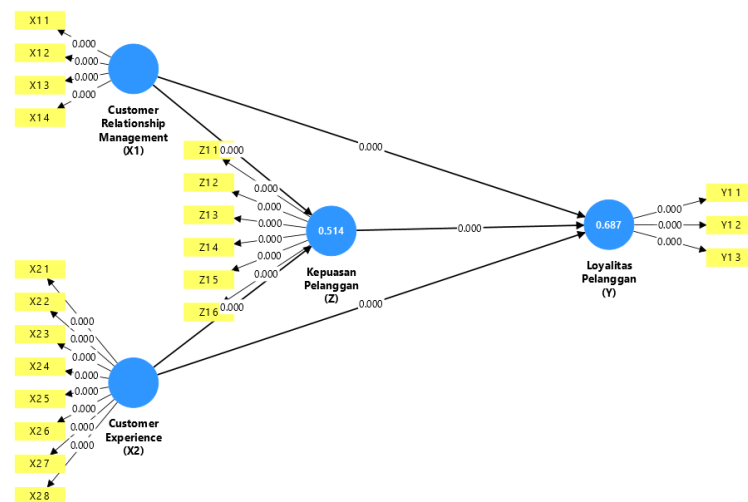 X1 1
0.000
X1 2
0.000
X1 3
0.000
X1 4
0.000
Customer
Relationship
Management
(X1)
0.000
Z1 1
0.000
Z1 2
0.000
Z1 3
0.000
Z1 4
0.000
Z1 5
0.000
Z1 6
0.000
0.000
0.000
0.514
Kepuasan
Pelanggan
(Z)
0.000
0.000
0.687
Loyalitas
Pelanggan
(Y)
0.000
Y1 1
0.000
Y1 2
0.000
Y1 3
X2 1
X2 2
0.000
X2 3
0.000
X2 4
0.000
X2 5
0.000
X2 6
0.000
X2 7
0.000
X2 8
0.000
0.000
Customer
Experience
(X2)